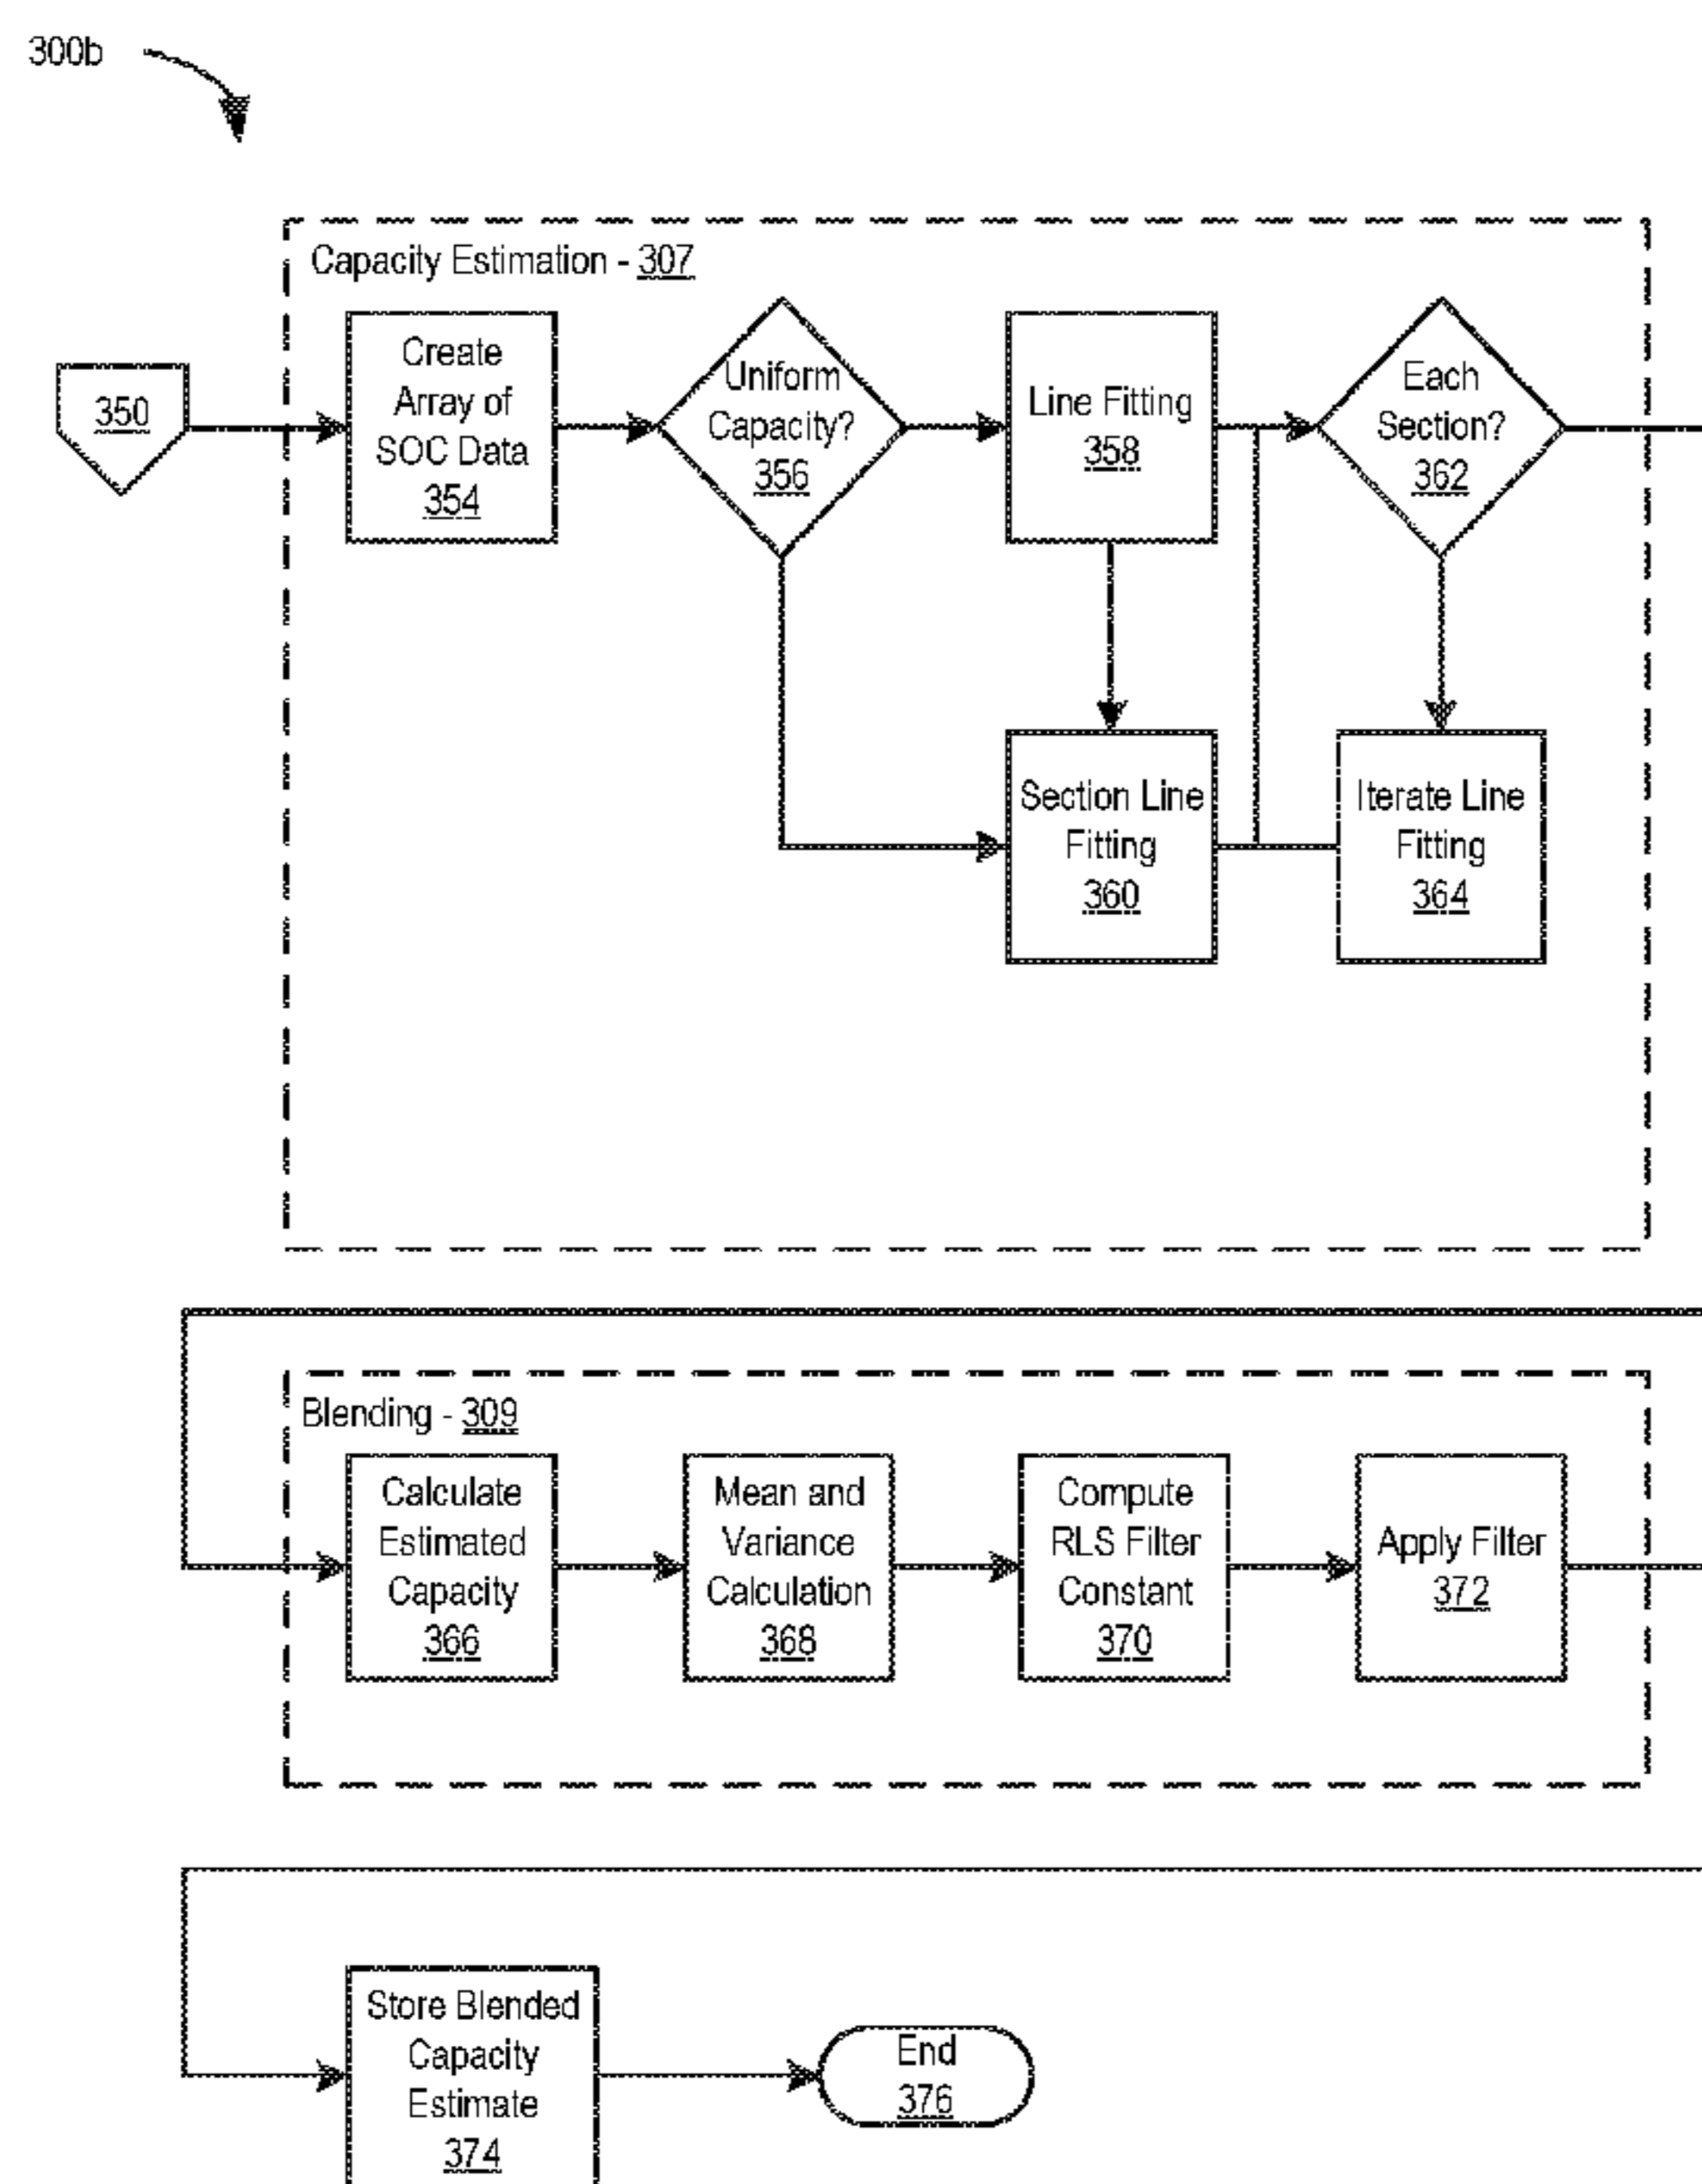 300b
Capacity Estimation - 307
350
Create
Array of
SOC Data
354
Uniform
Capacity?
356
Line Fitting
358
Each
Section?
362
Section Line
Fitting
360
Iterate Line
Fitting
364
Blending - 309
Calculate
Estimated
Capacity
366
Mean and
Variance
Calculation
368
Compute
RLS Filter
Constant
370
Apply Filter
372
Store Blended
Capacity
Estimate
374
End
376